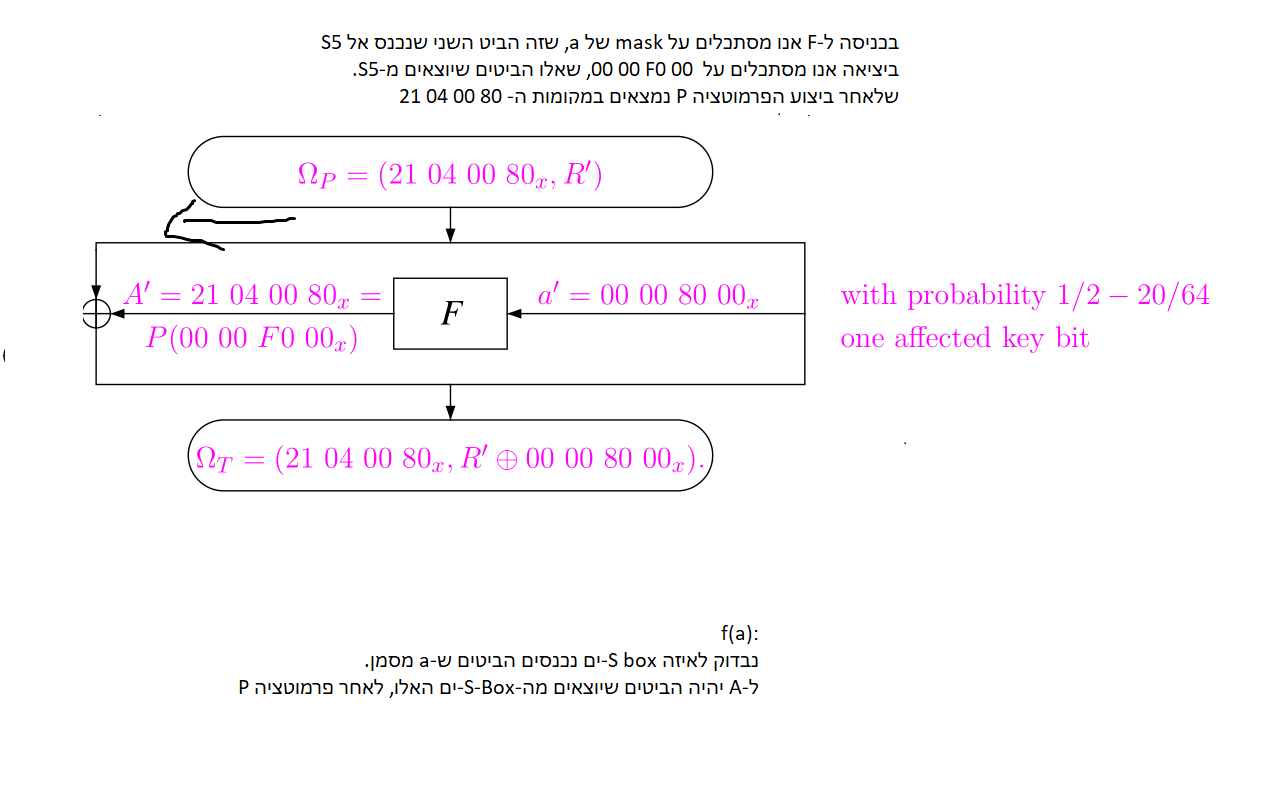 בכניסה ל-F אנו מסתכלים על mask של a, שזה הביט השני שנכנס אל S5
ביציאה אנו מסתכלים על 00 00 F0 00, שאלו הביטים שיוצאים מ-S5.
שלאחר ביצוע הפרמוטציה P נמצאים במקומות ה- 21 04 00 80
Ω_P = (21 04 00 80_x, R′)
A′ = 21 04 00 80_x =
P(00 00 F0 00_x)
F
a′ = 00 00 80 00_x
with probability 1/2 − 20/64
one affected key bit
Ω_T = (21 04 00 80_x, R′ ⊕ 00 00 80 00_x).
f(a):
נבדוק לאיזה S box-ים נכנסים הביטים ש-a מסמן.
ל-A יהיה הביטים שיוצאים מה-S-Box-ים האלו, לאחר פרמוטציה P